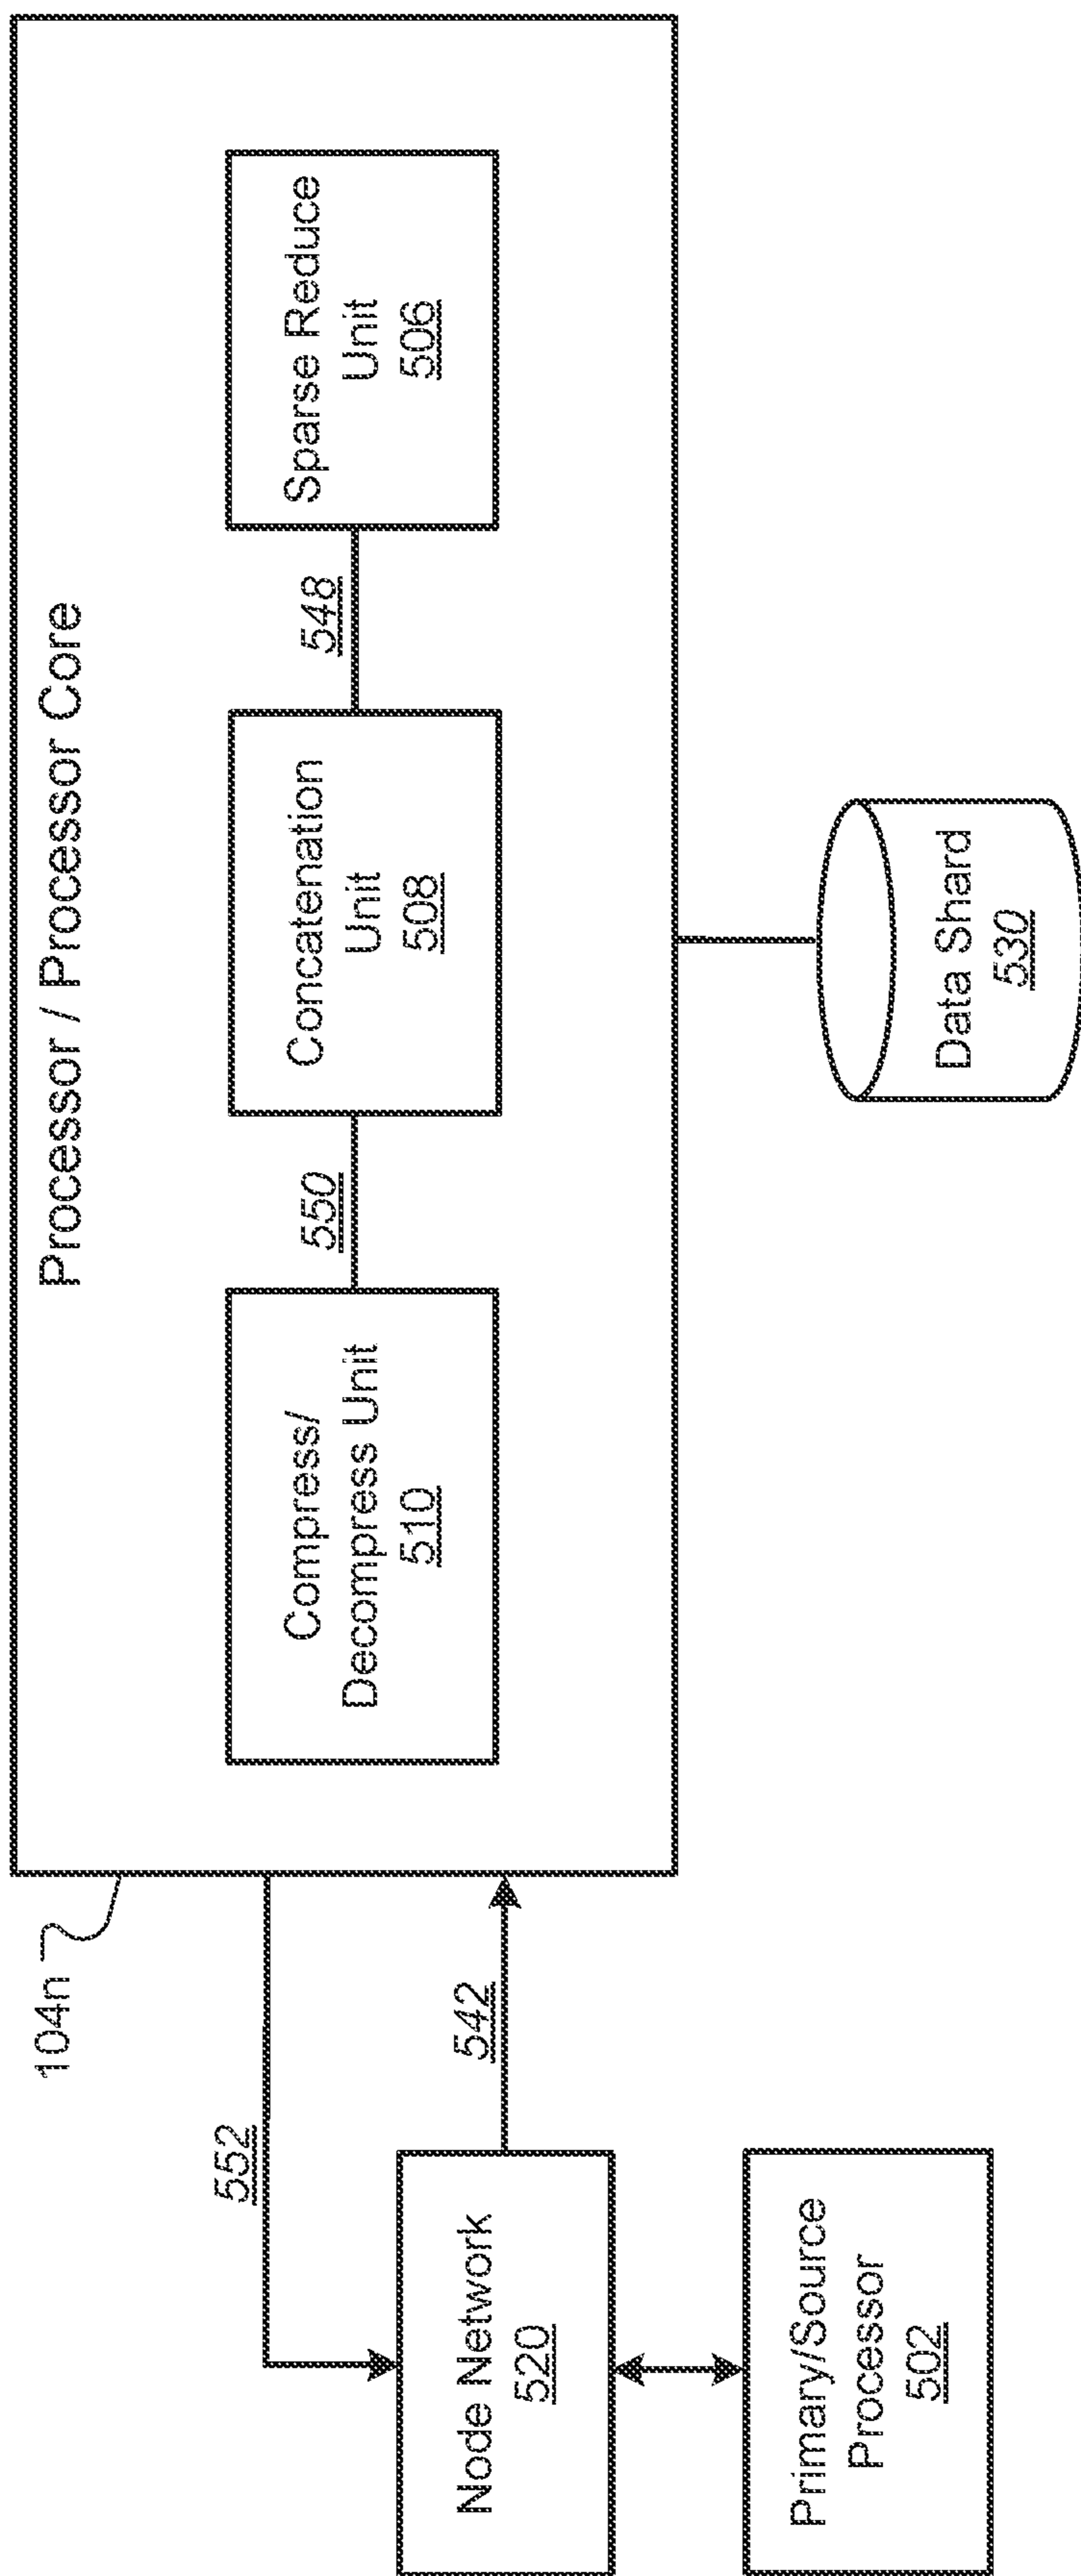 Processor / Processor Core
104n
552
542
Node Network
520
Primary/Source
Processor
502
Compress/
Decompress Unit
510
550
Concatenation
Unit
508
548
Sparse Reduce
Unit
506
Data Shard
530